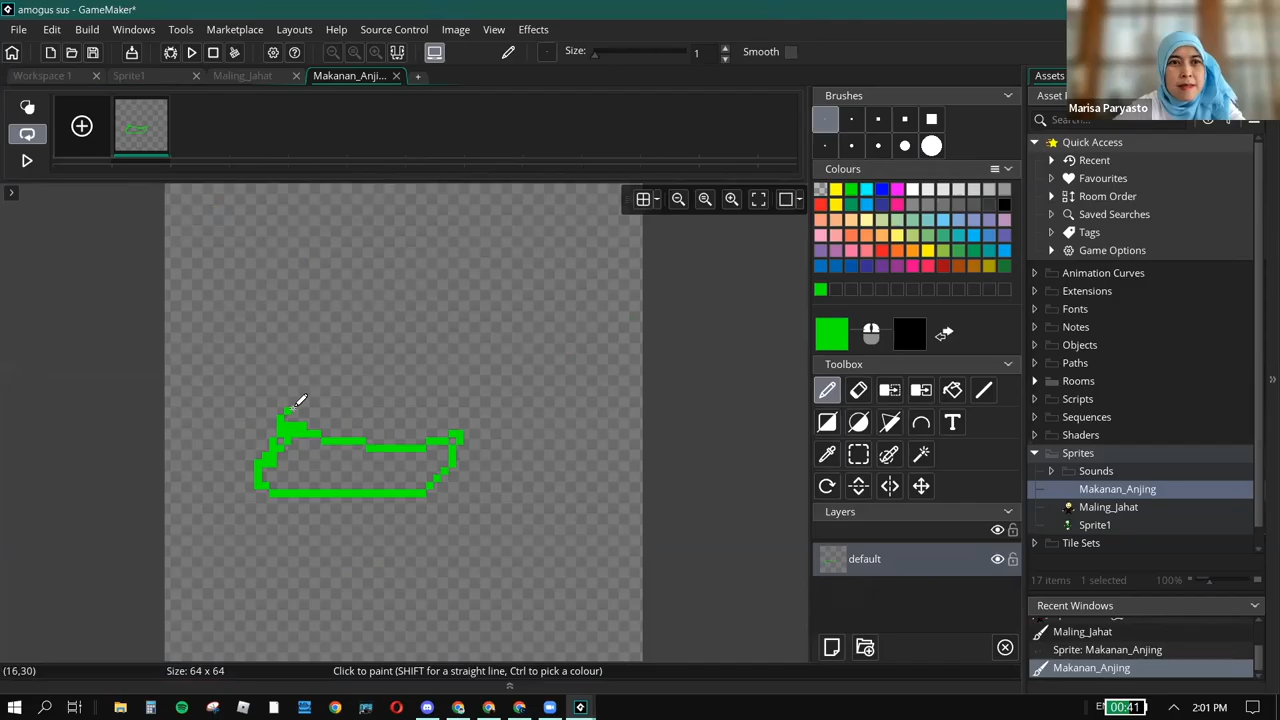 amogus sus - GameMaker*
File Edit Build Windows Tools Marketplace Layouts Help Source Control Image View Effects
Size: 1 Smooth
Workspace 1 Sprite1 Maling_Jahat Makanan_Anji...
Marisa Paryasto
Assets
Brushes
Colours
Toolbox
T
Layers
default
Search...
Quick Access
Recent
Favourites
Room Order
Saved Searches
Tags
Game Options
Animation Curves
Extensions
Fonts
Notes
Objects
Paths
Rooms
Scripts
Sequences
Shaders
Sprites
Sounds
Makanan_Anjing
Maling_Jahat
Sprite1
Tile Sets
17 items 1 selected 100%
Recent Windows
Maling_Jahat
Sprite: Makanan_Anjing
Makanan_Anjing
(16,30) Size: 64 x 64 Click to paint (SHIFT for a straight line, Ctrl to pick a colour)
00:41 2:01 PM